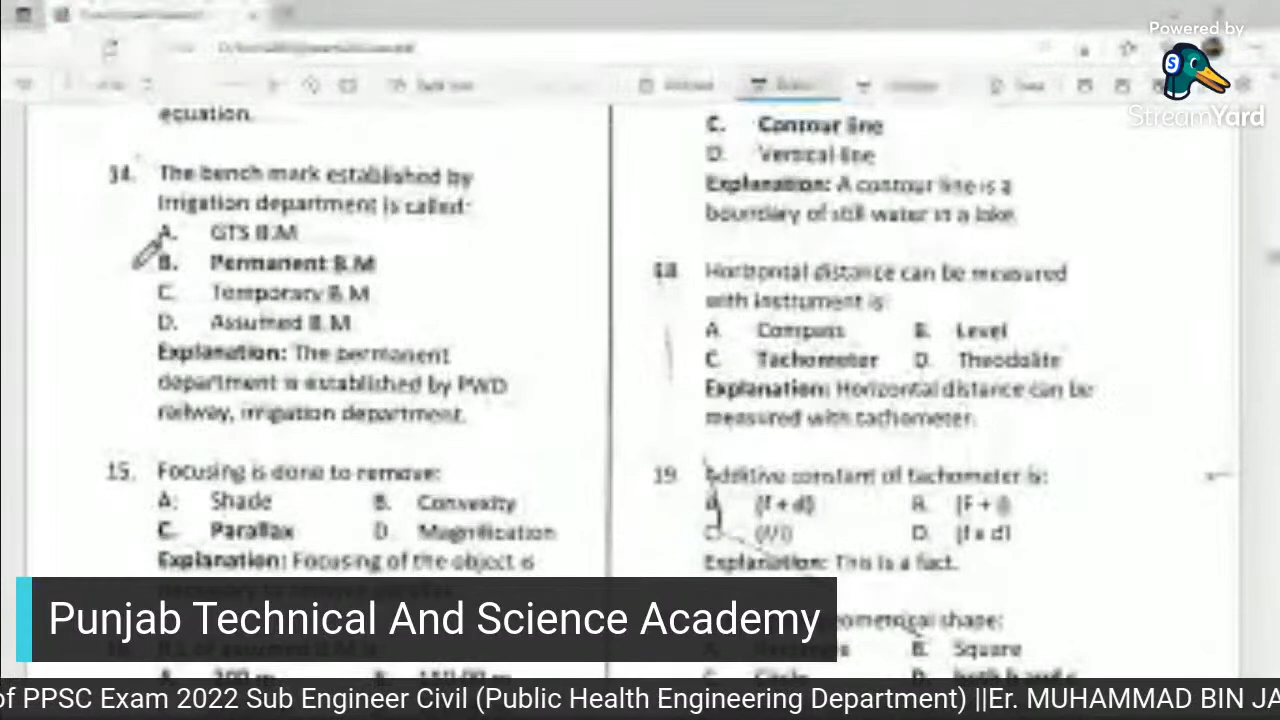 Powered by
StreamYard
equation.
14. The bench mark established by
Irrigation department is called:
A. GTS B.M
B. Permanent B.M
C. Temporary B.M
D. Assumed B.M
Explanation: The permanent
department is established by PWD
railway, irrigation department.
15. Focusing is done to remove:
A: Shade B. Convexity
C. Parallax D. Magnification
Explanation: Focusing of the object is
C. Contour line
D. Vertical line
Explanation: A contour line is a
boundary of still water in a lake.
18 Horizontal distance can be measured
with instrument is:
A Compass B. Level
C. Tachometer D. Theodolite
Explanation: Horizontal distance can be
measured with tachometer.
19 Additive constant of tachometer is:
(f + d) B.
C. (f/i) D.
Explanation: This is a fact.
shape:
B. Square
Punjab Technical And Science Academy
of PPSC Exam 2022 Sub Engineer Civil (Public Health Engineering Department) ||Er. MUHAMMAD BIN JA